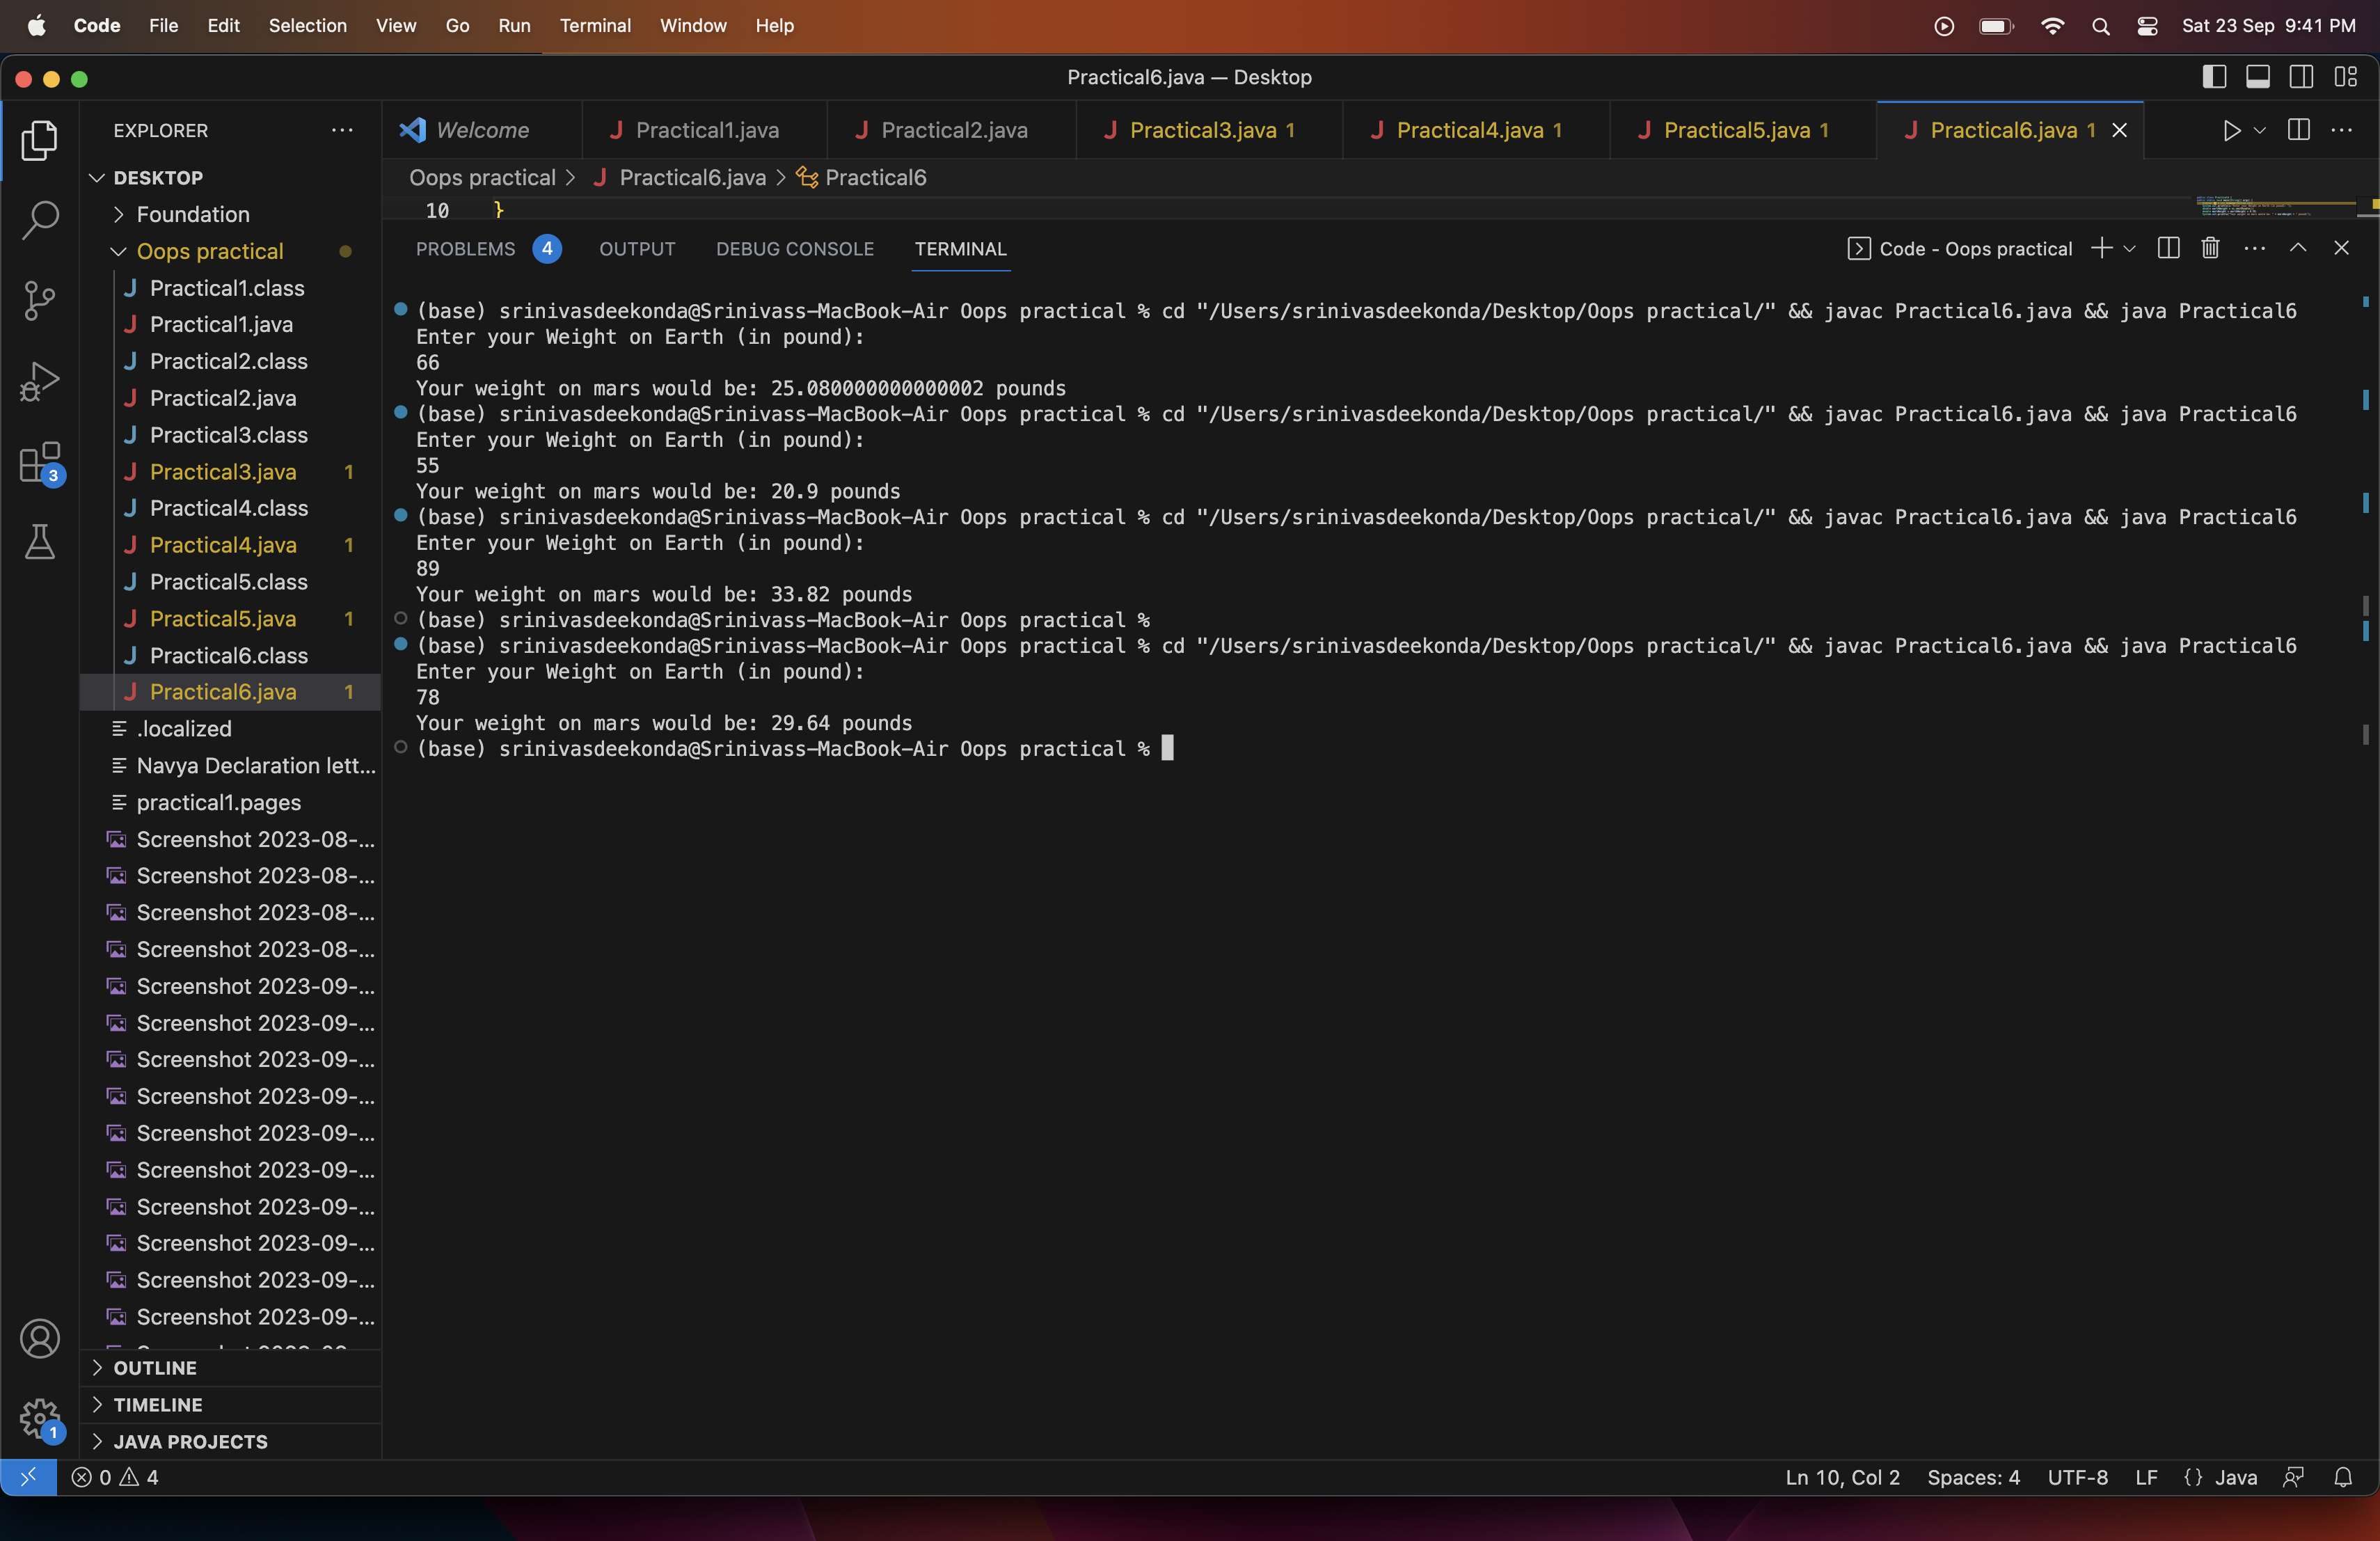 Code File Edit Selection View Go Run Terminal Window Help Sat 23 Sep 9:41 PM
Practical6.java — Desktop
EXPLORER
Welcome Practical1.java Practical2.java Practical3.java 1 Practical4.java 1 Practical5.java 1 Practical6.java 1
DESKTOP
Foundation
Oops practical
Practical1.class
Practical1.java
Practical2.class
Practical2.java
Practical3.class
Practical3.java 1
Practical4.class
Practical4.java 1
Practical5.class
Practical5.java 1
Practical6.class
Practical6.java 1
.localized
Navya Declaration lett...
practical1.pages
Screenshot 2023-08-...
Screenshot 2023-08-...
Screenshot 2023-08-...
Screenshot 2023-08-...
Screenshot 2023-09-...
Screenshot 2023-09-...
Screenshot 2023-09-...
Screenshot 2023-09-...
Screenshot 2023-09-...
Screenshot 2023-09-...
Screenshot 2023-09-...
Screenshot 2023-09-...
Screenshot 2023-09-...
Screenshot 2023-09-...
OUTLINE
TIMELINE
JAVA PROJECTS
3
1
Oops practical > Practical6.java > Practical6
10 }
PROBLEMS 4 OUTPUT DEBUG CONSOLE TERMINAL Code - Oops practical
(base) srinivasdeekonda@Srinivass-MacBook-Air Oops practical % cd "/Users/srinivasdeekonda/Desktop/Oops practical/" && javac Practical6.java && java Practical6
Enter your Weight on Earth (in pound):
66
Your weight on mars would be: 25.080000000000002 pounds
(base) srinivasdeekonda@Srinivass-MacBook-Air Oops practical % cd "/Users/srinivasdeekonda/Desktop/Oops practical/" && javac Practical6.java && java Practical6
Enter your Weight on Earth (in pound):
55
Your weight on mars would be: 20.9 pounds
(base) srinivasdeekonda@Srinivass-MacBook-Air Oops practical % cd "/Users/srinivasdeekonda/Desktop/Oops practical/" && javac Practical6.java && java Practical6
Enter your Weight on Earth (in pound):
89
Your weight on mars would be: 33.82 pounds
(base) srinivasdeekonda@Srinivass-MacBook-Air Oops practical %
(base) srinivasdeekonda@Srinivass-MacBook-Air Oops practical % cd "/Users/srinivasdeekonda/Desktop/Oops practical/" && javac Practical6.java && java Practical6
Enter your Weight on Earth (in pound):
78
Your weight on mars would be: 29.64 pounds
(base) srinivasdeekonda@Srinivass-MacBook-Air Oops practical %
0 4 Ln 10, Col 2 Spaces: 4 UTF-8 LF {} Java